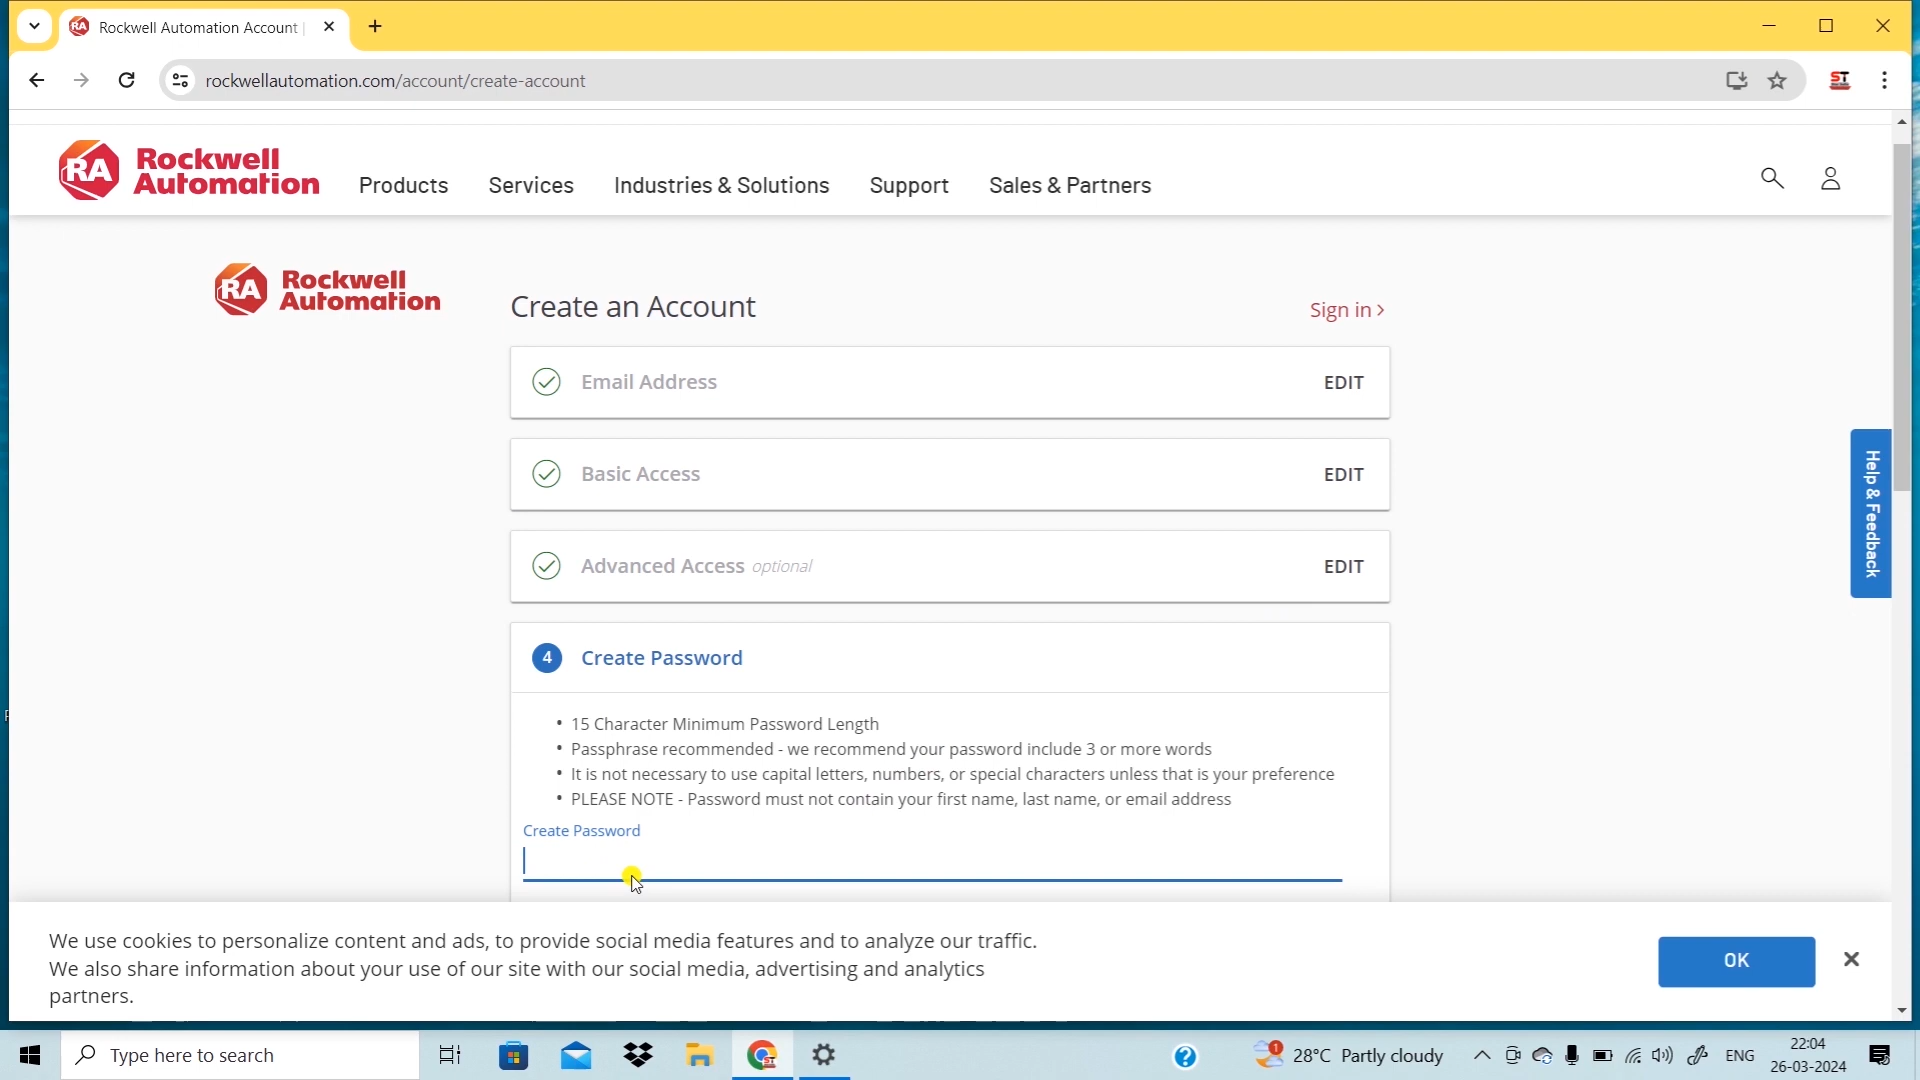 Rockwell Automation Account |
rockwellautomation.com/account/create-account
ST
RA Rockwell Automation
Products
Services
Industries & Solutions
Support
Sales & Partners
RA Rockwell Automation
Create an Account
Sign in >
Email Address
EDIT
Basic Access
EDIT
Advanced Access optional
EDIT
Help & Feedback
4 Create Password
• 15 Character Minimum Password Length
• Passphrase recommended - we recommend your password include 3 or more words
• It is not necessary to use capital letters, numbers, or special characters unless that is your preference
• PLEASE NOTE - Password must not contain your first name, last name, or email address
Create Password
We use cookies to personalize content and ads, to provide social media features and to analyze our traffic.
We also share information about your use of our site with our social media, advertising and analytics
partners.
OK
Type here to search
1
28°C Partly cloudy
ENG
22:04
26-03-2024